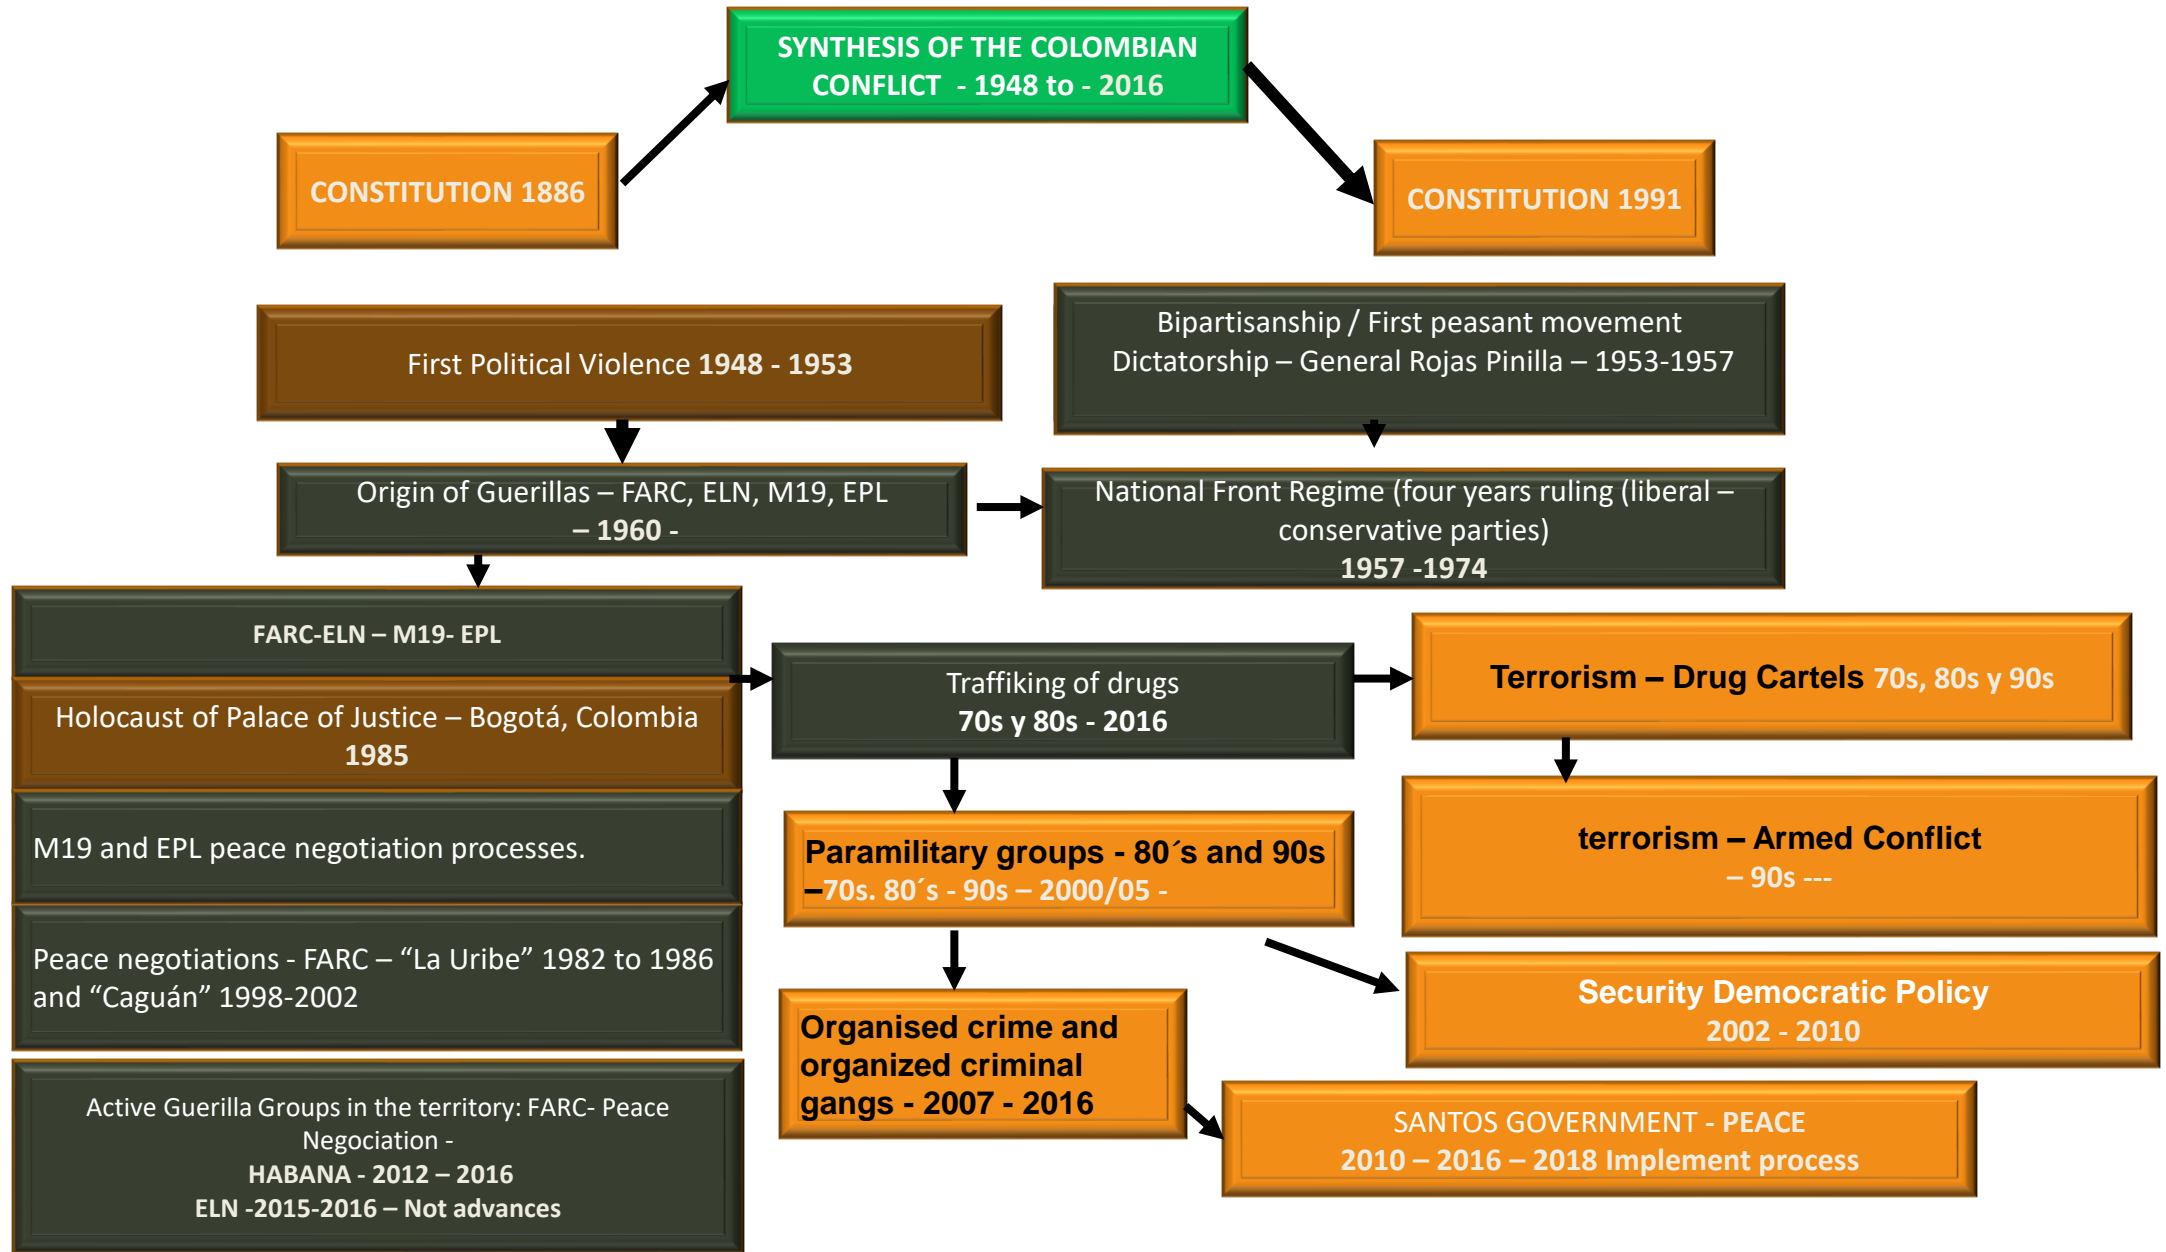 SYNTHESIS OF THE COLOMBIAN
CONFLICT - 1948 to - 2016
CONSTITUTION 1886
CONSTITUTION 1991
First Political Violence 1948 - 1953
Bipartisanship / First peasant movement
Dictatorship – General Rojas Pinilla – 1953-1957
Origin of Guerillas – FARC, ELN, M19, EPL
– 1960 -
National Front Regime (four years ruling (liberal –
conservative parties)
1957 -1974
FARC-ELN – M19- EPL
Holocaust of Palace of Justice – Bogotá, Colombia
1985
M19 and EPL peace negotiation processes.
Peace negotiations - FARC – “La Uribe” 1982 to 1986
and “Caguán” 1998-2002
Active Guerilla Groups in the territory: FARC- Peace
Negociation -
HABANA - 2012 – 2016
ELN -2015-2016 – Not advances
Traffiking of drugs
70s y 80s - 2016
Terrorism – Drug Cartels 70s, 80s y 90s
Paramilitary groups - 80´s and 90s
–70s. 80´s - 90s – 2000/05 -
terrorism – Armed Conflict
– 90s ---
Security Democratic Policy
2002 - 2010
Organised crime and
organized criminal
gangs - 2007 - 2016
SANTOS GOVERNMENT - PEACE
2010 – 2016 – 2018 Implement process